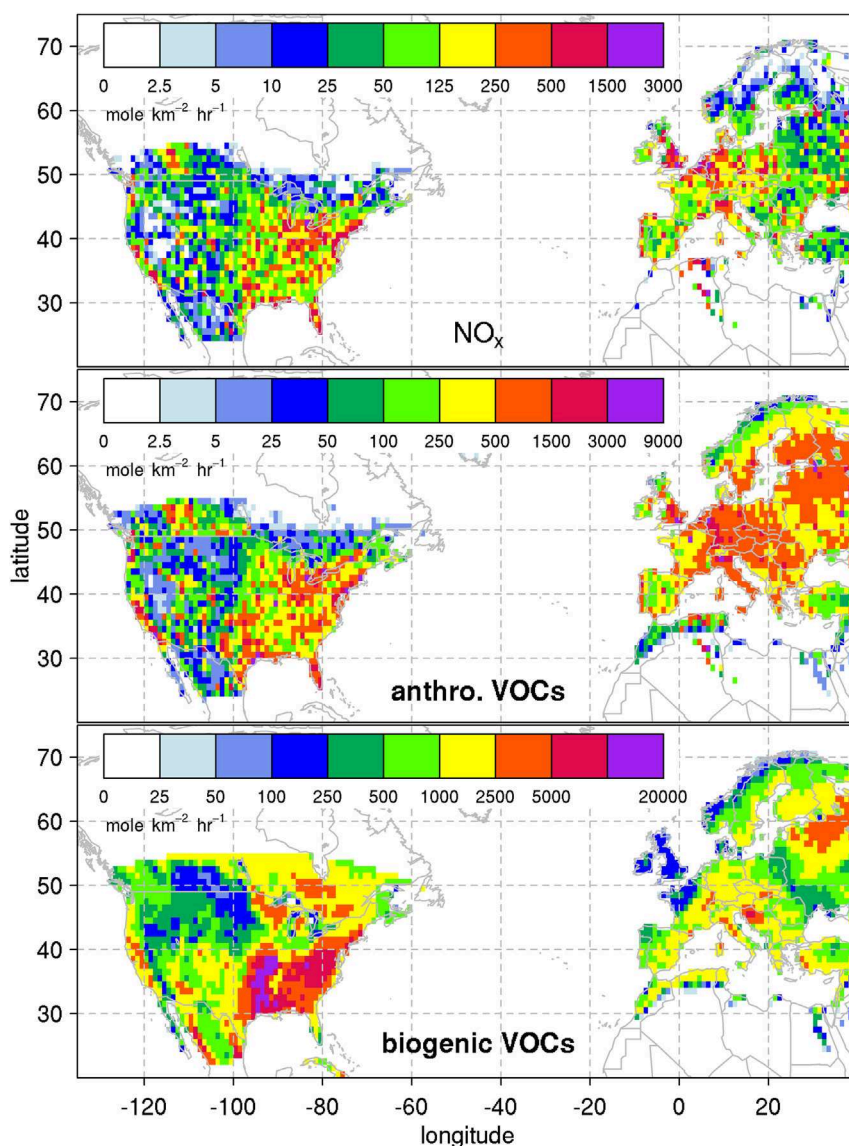 70
60
50
40
30
0 2.5 5 10 25 50 125 250 500 1500 3000
mole km⁻² hr⁻¹
NOₓ
70
60
50
40
30
0 2.5 5 25 50 100 250 500 1500 3000 9000
mole km⁻² hr⁻¹
anthro. VOCs
latitude
70
60
50
40
30
0 25 50 100 250 500 1000 2500 5000 20000
mole km⁻² hr⁻¹
biogenic VOCs
-120 -100 -80 -60 -40 -20 0 20
longitude